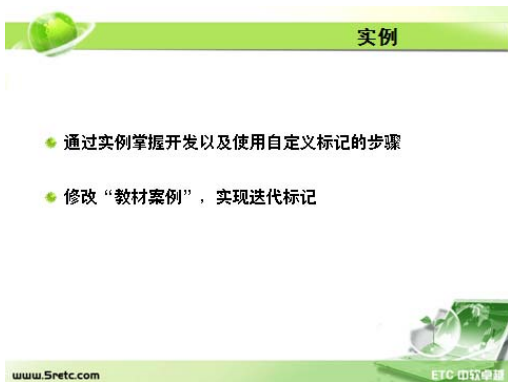 实例
通过实例掌握开发以及使用自定义标记的步骤
修改“教材案例”，实现迭代标记
www.5retc.com
ETC 中软卓越